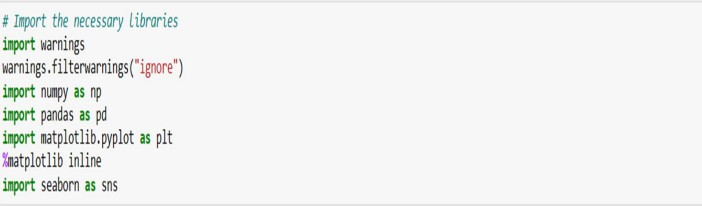 # Import the necessary libraries
import warnings
warnings.filterwarnings("ignore")
import numpy as np
import pandas as pd
import matplotlib.pyplot as plt
%matplotlib inline
import seaborn as sns